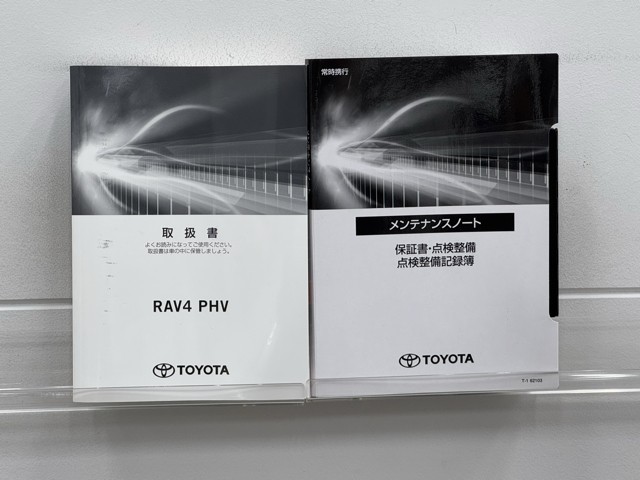 取扱書
よくお読みになってご使用ください。
取扱書は車の中に保管しましょう。
RAV4 PHV
TOYOTA
常時携行
メンテナンスノート
保証書・点検整備
点検整備記録簿
TOYOTA
T-1 62103